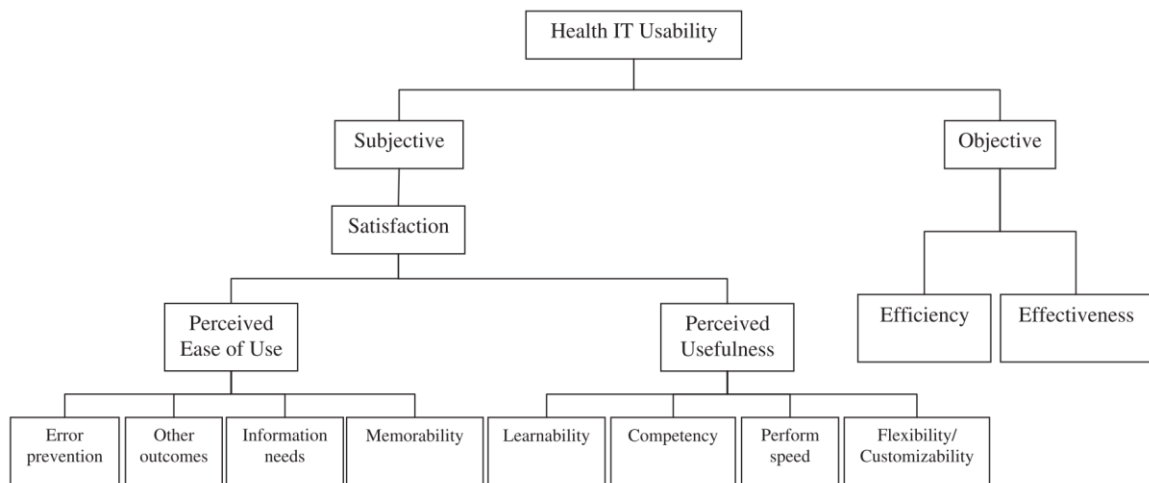 Health IT Usability
Subjective
Objective
Satisfaction
Efficiency
Effectiveness
Perceived
Ease of Use
Perceived
Usefulness
Error
prevention
Other
outcomes
Information
needs
Memorability
Learnability
Competency
Perform
speed
Flexibility/
Customizability